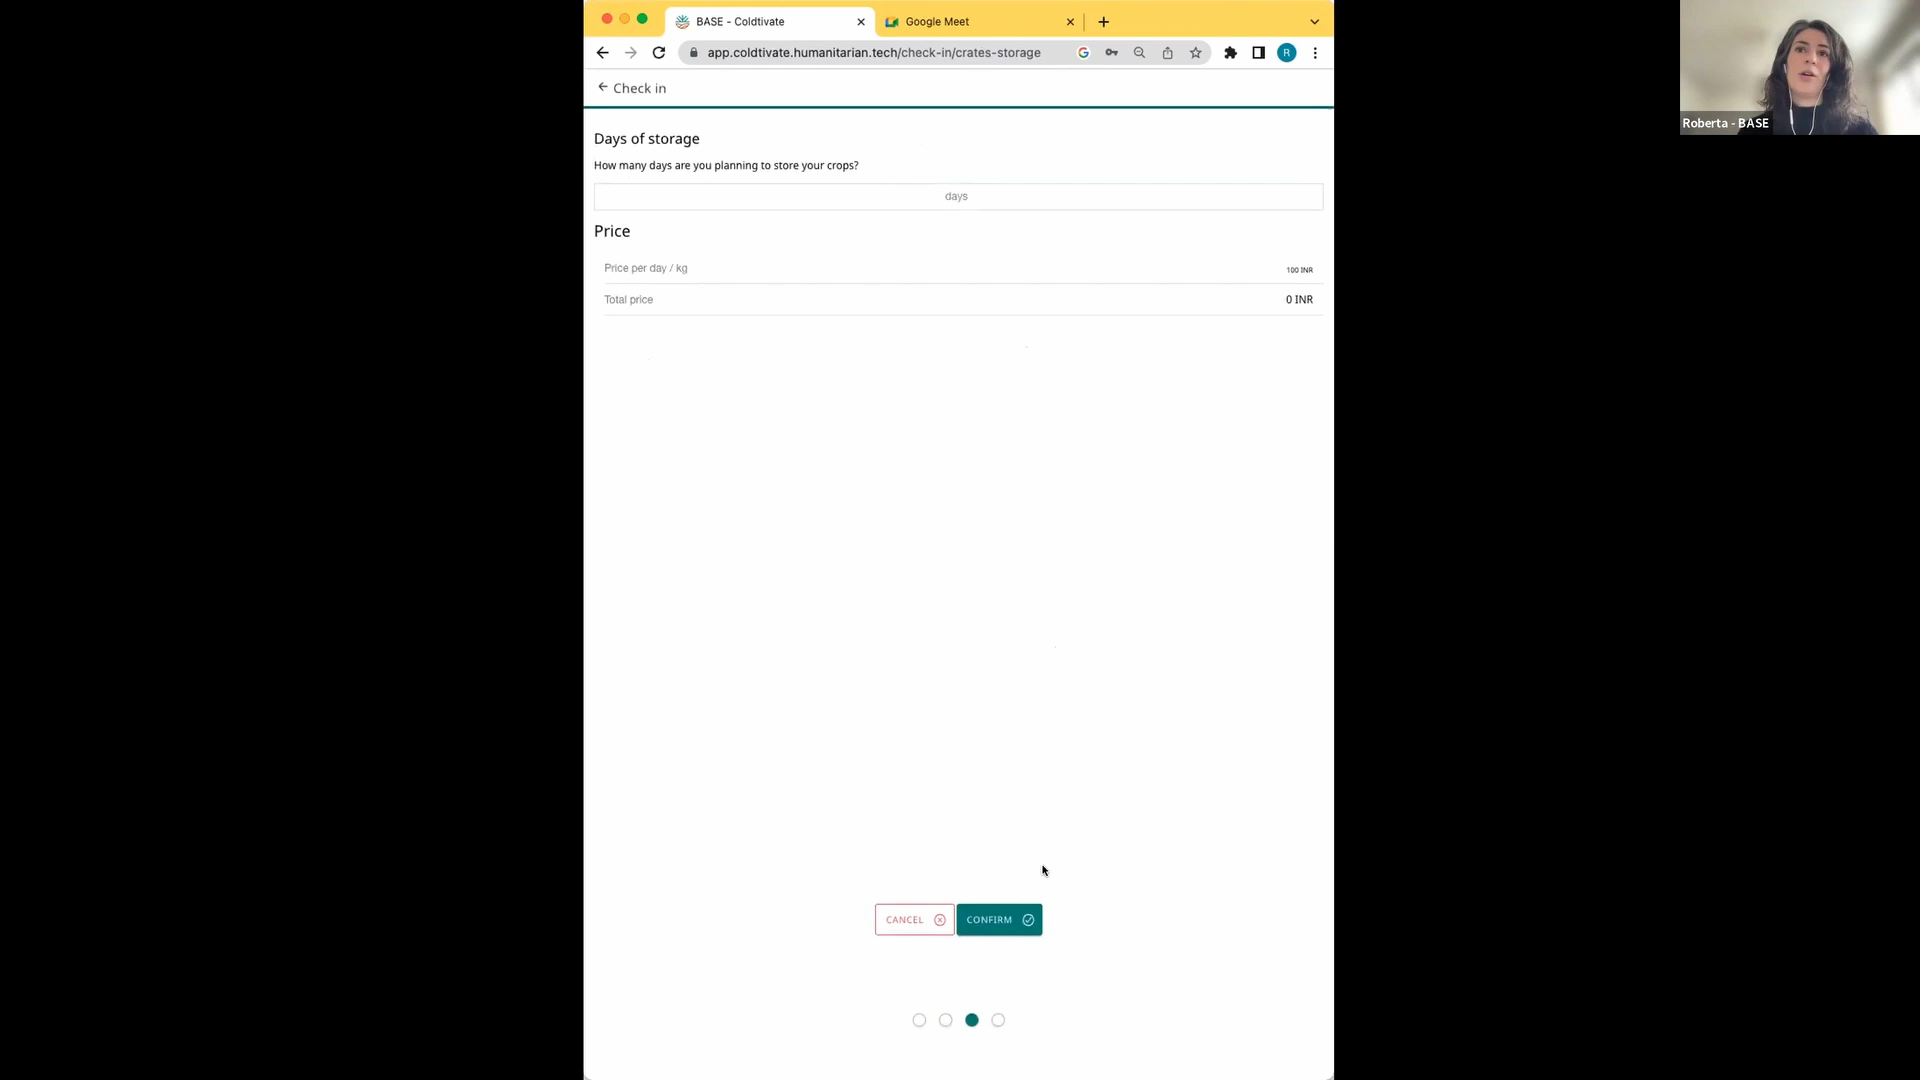 BASE - Coldtivate
Google Meet
app.coldtivate.humanitarian.tech/check-in/crates-storage
R
Check in
Roberta - BASE
Days of storage
How many days are you planning to store your crops?
days
Price
Price per day / kg 100 INR
Total price 0 INR
CANCEL CONFIRM